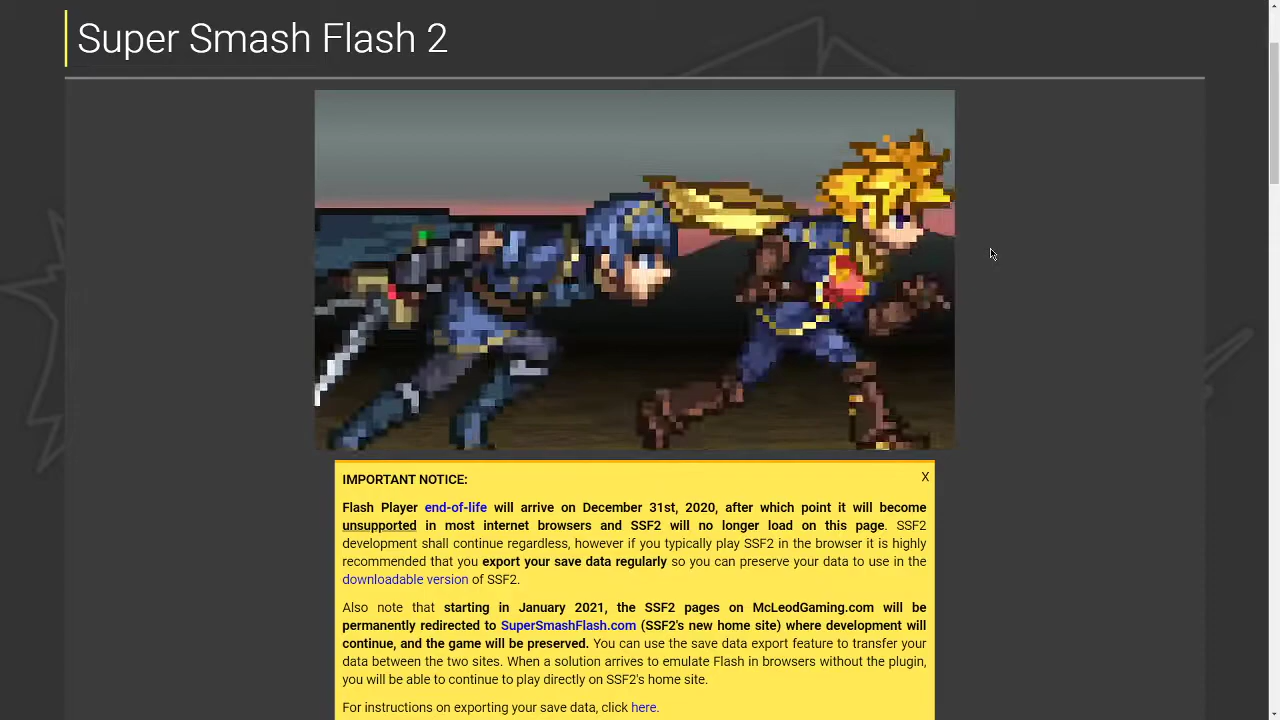 Super Smash Flash 2
IMPORTANT NOTICE:
X
Flash Player end-of-life will arrive on December 31st, 2020, after which point it will become
unsupported in most internet browsers and SSF2 will no longer load on this page. SSF2
development shall continue regardless, however if you typically play SSF2 in the browser it is highly
recommended that you export your save data regularly so you can preserve your data to use in the
downloadable version of SSF2.
Also note that starting in January 2021, the SSF2 pages on McLeodGaming.com will be
permanently redirected to SuperSmashFlash.com (SSF2's new home site) where development will
continue, and the game will be preserved. You can use the save data export feature to transfer your
data between the two sites. When a solution arrives to emulate Flash in browsers without the plugin,
you will be able to continue to play directly on SSF2's home site.
For instructions on exporting your save data, click here.